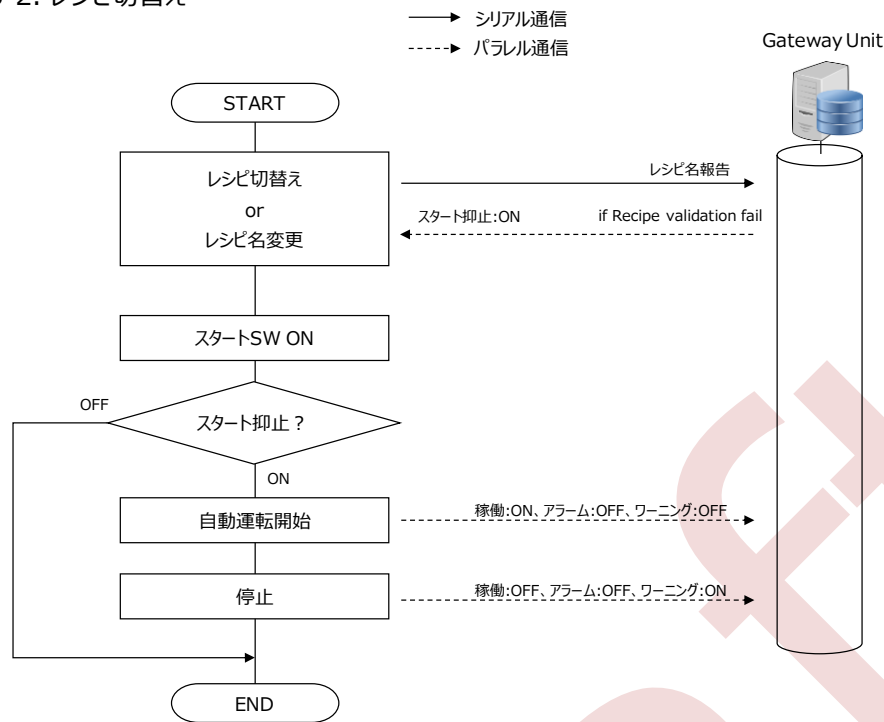 2. レシピ切替え
シリアル通信
パラレル通信
Gateway Unit
START
レシピ切替え
or
レシピ名変更
レシピ名報告
スタート抑止:ON if Recipe validation fail
スタートSW ON
OFF
スタート抑止？
ON
自動運転開始
稼働:ON、アラーム:OFF、ワーニング:OFF
停止
稼働:OFF、アラーム:OFF、ワーニング:ON
END